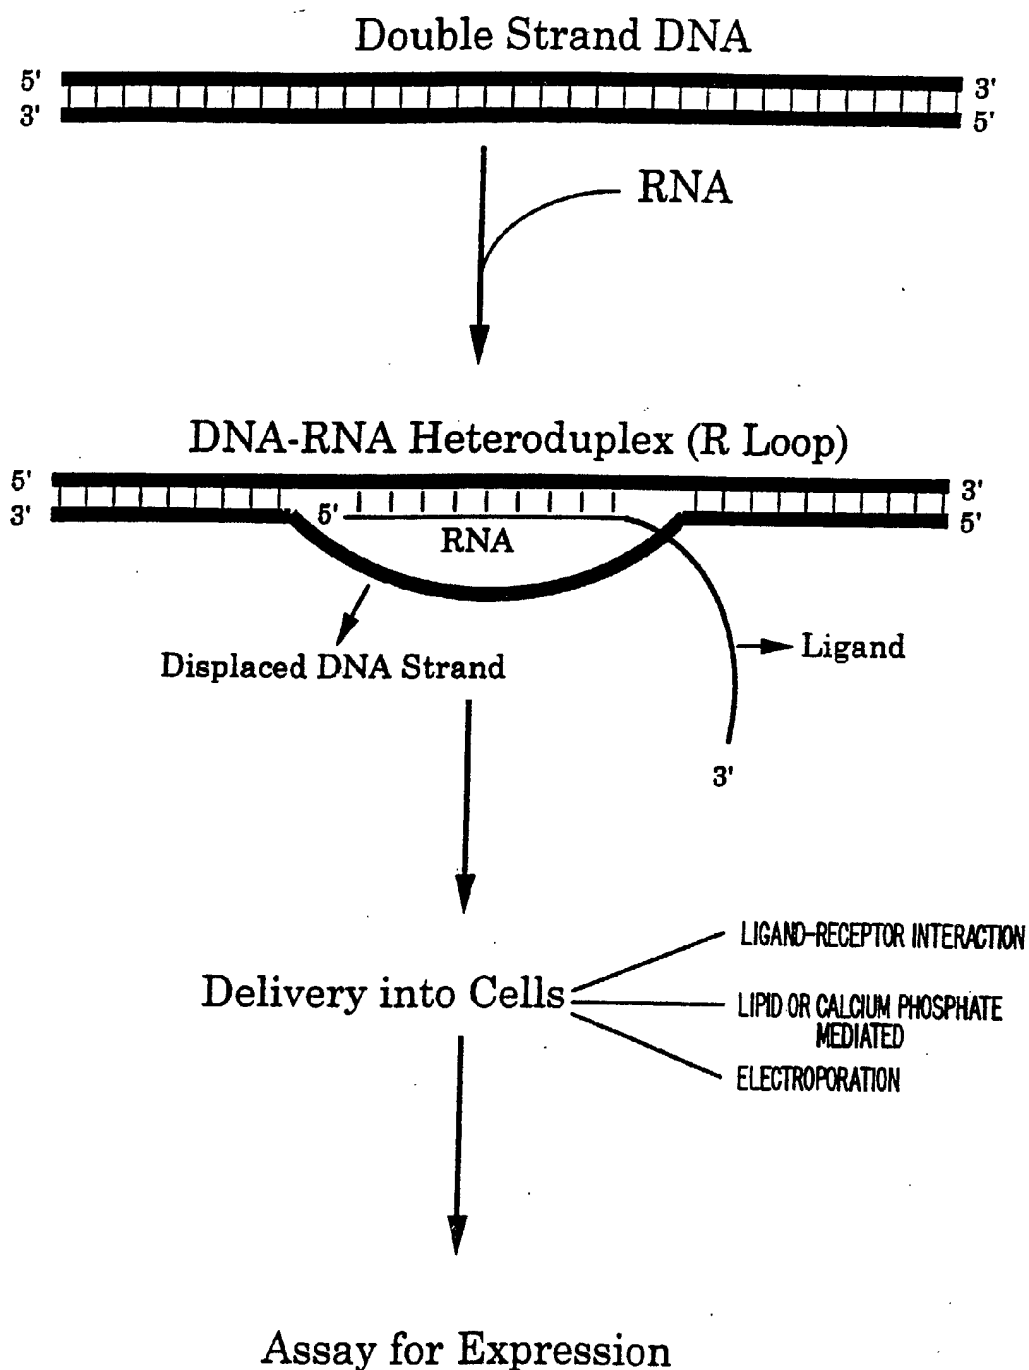 Double Strand DNA
5' 3'
3' 5'
RNA
DNA-RNA Heteroduplex (R Loop)
5' 3'
3' 5' 5'
RNA
Ligand
Displaced DNA Strand
3'
LIGAND-RECEPTOR INTERACTION
Delivery into Cells
LIPID OR CALCIUM PHOSPHATE
MEDIATED
ELECTROPORATION
Assay for Expression